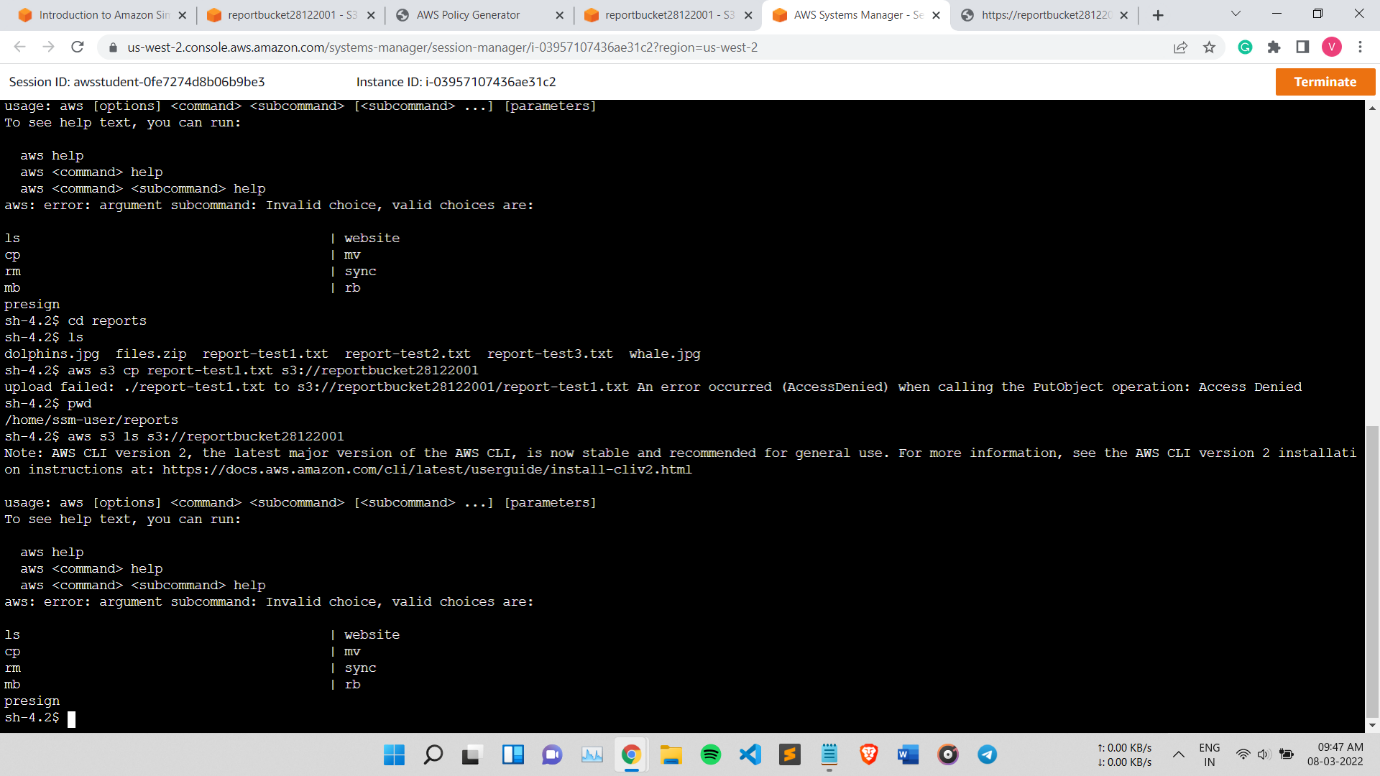 Introduction to Amazon Sim
reportbucket28122001 - S3
AWS Policy Generator
reportbucket28122001 - S3
AWS Systems Manager - Se
https://reportbucket281220
us-west-2.console.aws.amazon.com/systems-manager/session-manager/i-03957107436ae31c2?region=us-west-2
V
Session ID: awsstudent-0fe7274d8b06b9be3
Instance ID: i-03957107436ae31c2
Terminate
usage: aws [options] <command> <subcommand> [<subcommand> ...] [parameters]
To see help text, you can run:
aws help
aws <command> help
aws <command> <subcommand> help
aws: error: argument subcommand: Invalid choice, valid choices are:
ls | website
cp | mv
rm | sync
mb | rb
presign
sh-4.2$ cd reports
sh-4.2$ ls
dolphins.jpg files.zip report-test1.txt report-test2.txt report-test3.txt whale.jpg
sh-4.2$ aws s3 cp report-test1.txt s3://reportbucket28122001
upload failed: ./report-test1.txt to s3://reportbucket28122001/report-test1.txt An error occurred (AccessDenied) when calling the PutObject operation: Access Denied
sh-4.2$ pwd
/home/ssm-user/reports
sh-4.2$ aws s3 1s s3://reportbucket28122001
Note: AWS CLI version 2, the latest major version of the AWS CLI, is now stable and recommended for general use. For more information, see the AWS CLI version 2 installati
on instructions at: https://docs.aws.amazon.com/cli/latest/userguide/install-cliv2.html
usage: aws [options] <command> <subcommand> [<subcommand> ...] [parameters]
To see help text, you can run:
aws help
aws <command> help
aws <command> <subcommand> help
aws: error: argument subcommand: Invalid choice, valid choices are:
ls | website
cp | mv
rm | sync
mb | rb
presign
sh-4.2$
↑: 0.00 KB/s
↓: 0.00 KB/s
ENG
IN
09:47 AM
08-03-2022